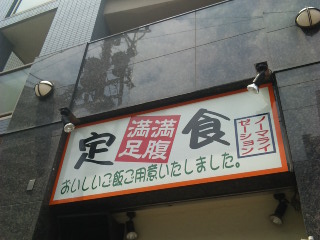 定食
満腹
満足
ノーマライ
ゼーション
おいしいご飯ご用意いたしました。